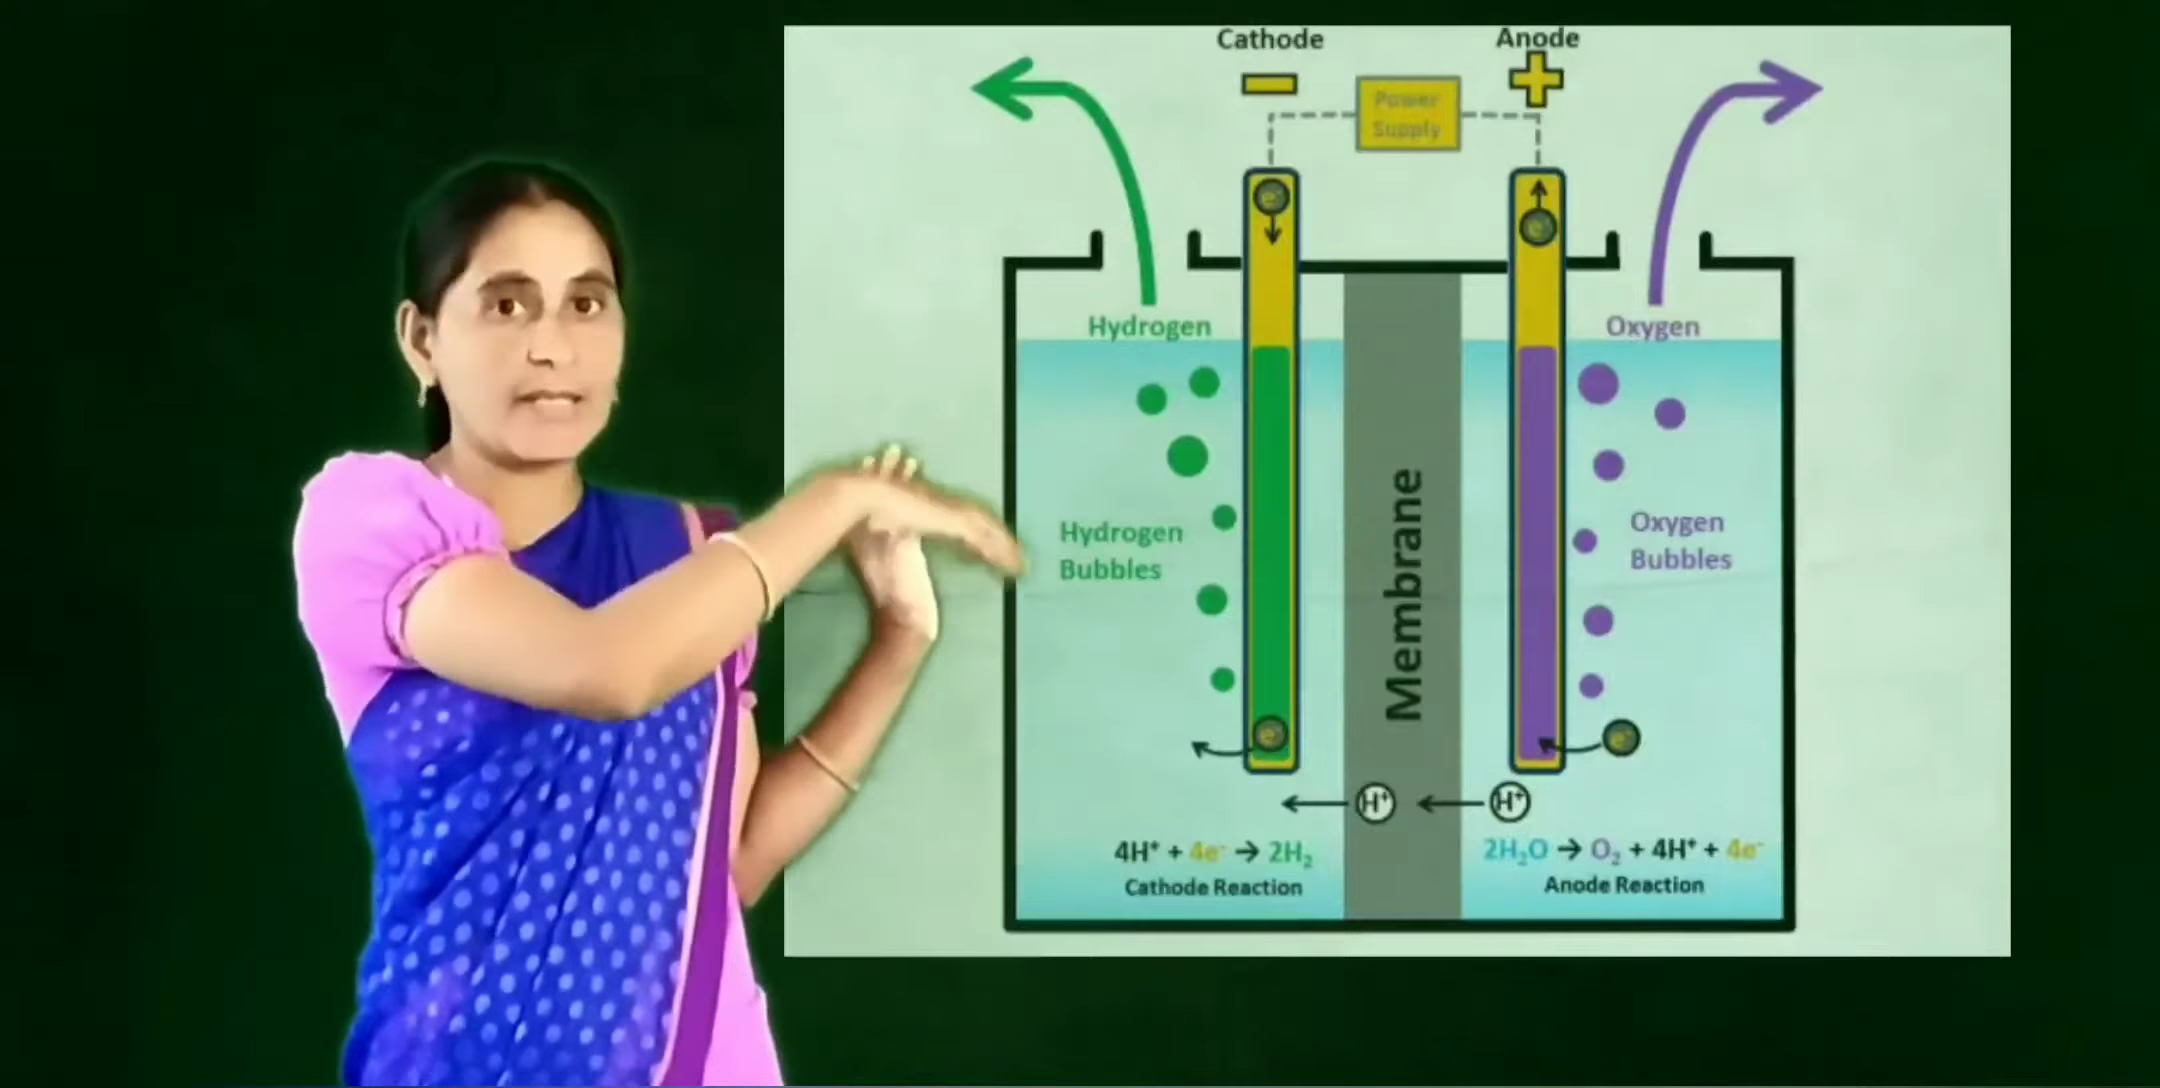 Cathode
Anode
Power
Supply
e-
e-
Hydrogen
Oxygen
Hydrogen
Bubbles
Membrane
Oxygen
Bubbles
e-
e-
H⁺
H⁺
4H⁺ + 4e⁻ → 2H₂
Cathode Reaction
2H₂O → O₂ + 4H⁺ + 4e⁻
Anode Reaction